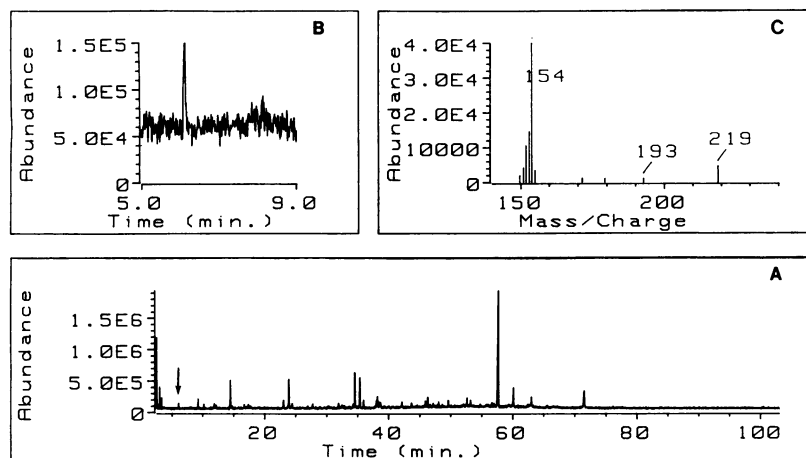 B
Abundance
1.5E5
1.0E5
5.0E4
0
5.0
9.0
Time (min.)
C
Abundance
4.0E4
3.0E4
2.0E4
10000
0
154
193
219
150
200
Mass/Charge
A
Abundance
1.5E6
1.0E6
5.0E5
0
20
40
60
80
100
Time (min.)